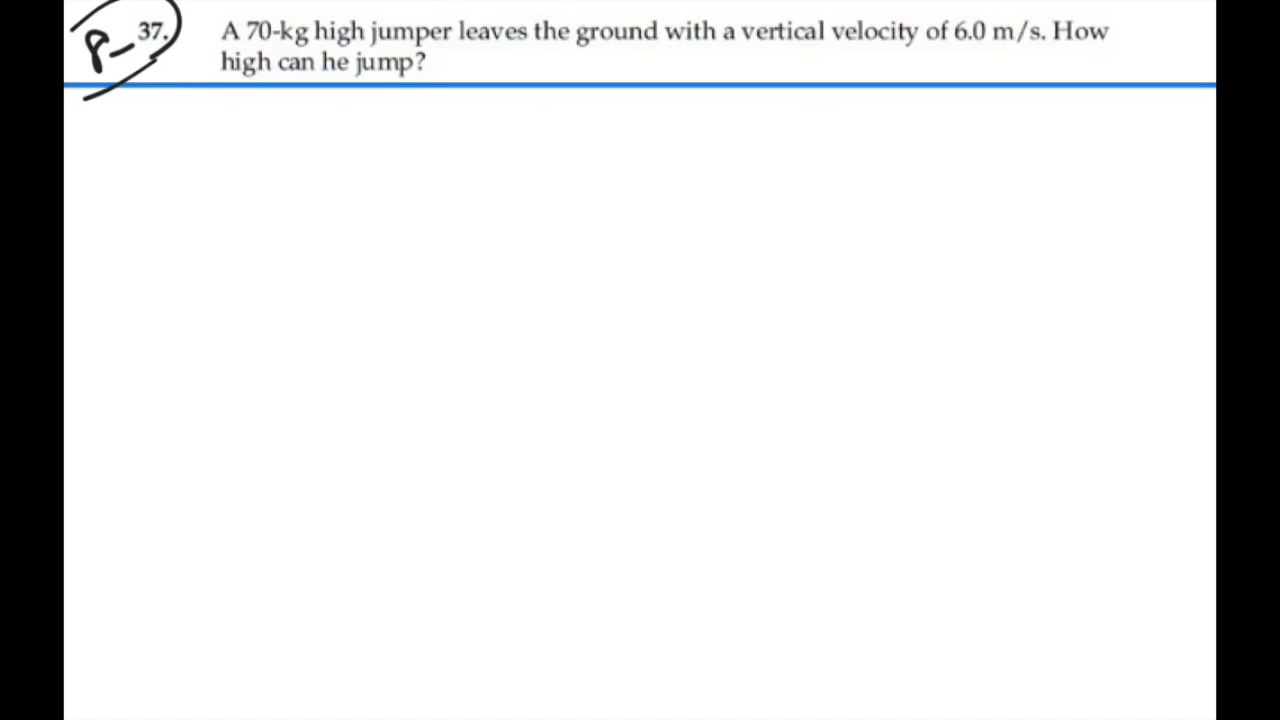 P-37. A 70-kg high jumper leaves the ground with a vertical velocity of 6.0 m/s. How
high can he jump?